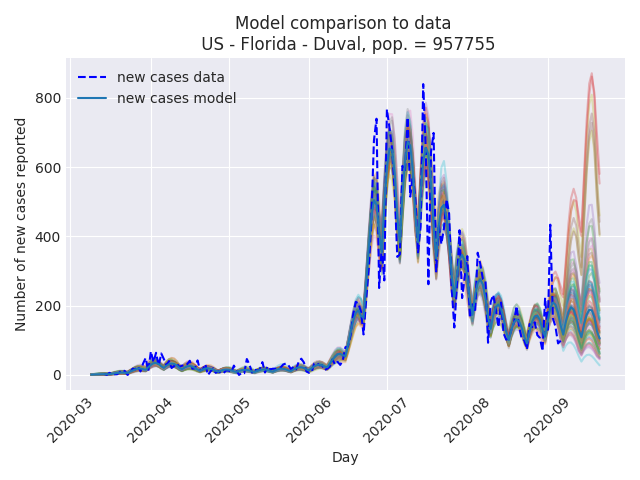 Model comparison to data
US - Florida - Duval, pop. = 957755
new cases data
new cases model
Number of new cases reported
800
600
400
200
0
2020-03
2020-04
2020-05
2020-06
2020-07
2020-08
2020-09
Day